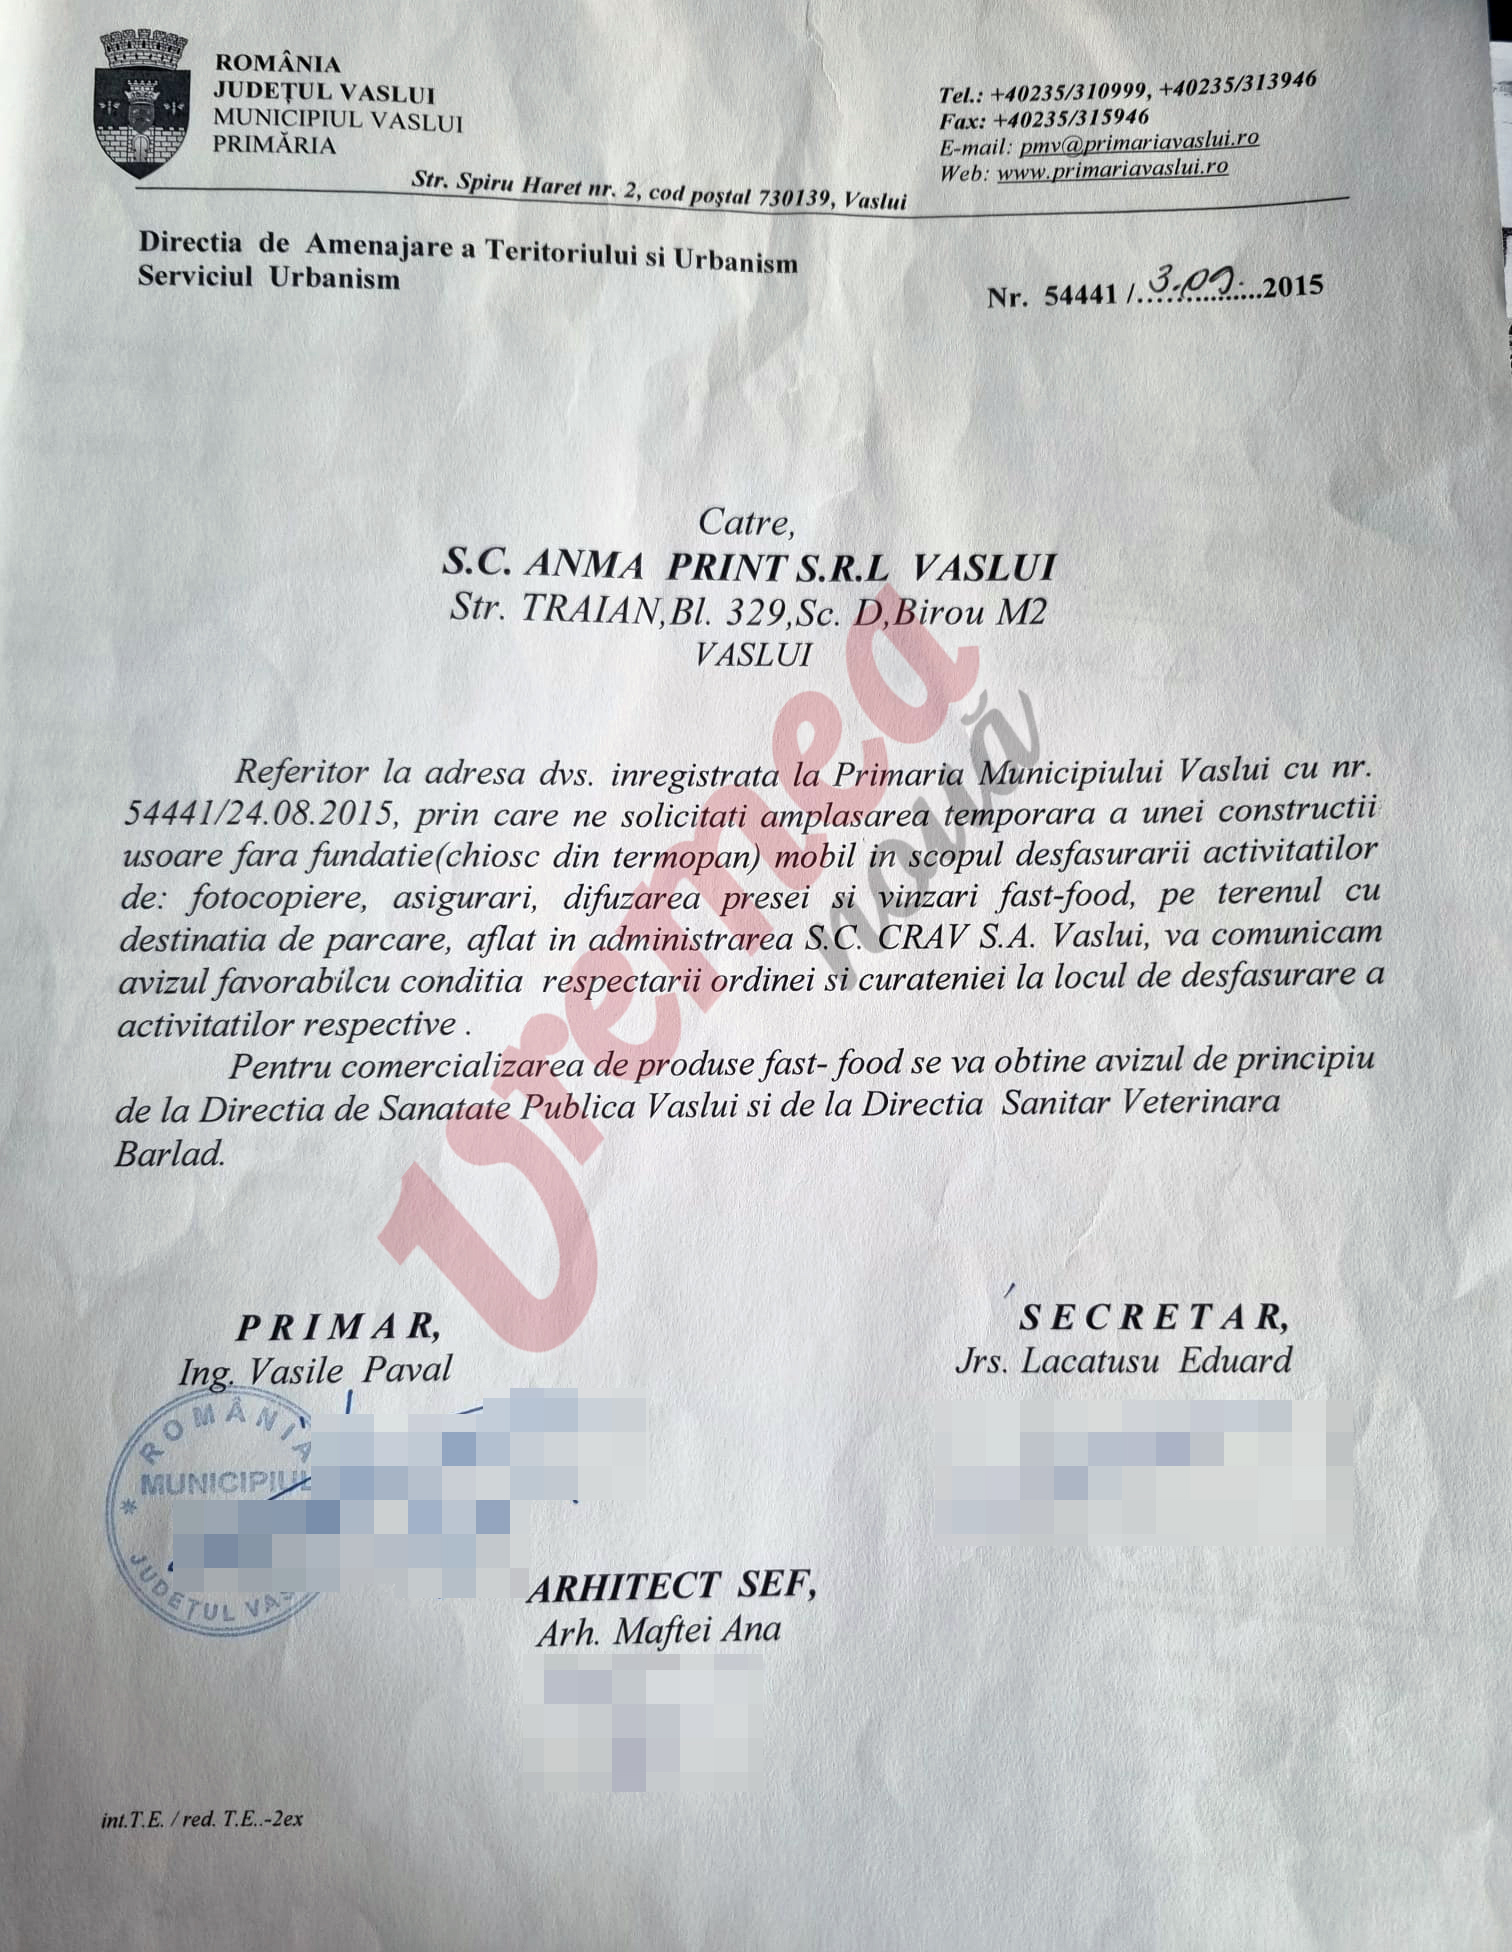 ROMÂNIA
JUDEȚUL VASLUI
MUNICIPIUL VASLUI
PRIMĂRIA
Str. Spiru Haret nr. 2, cod poștal 730139, Vaslui
Tel.: +40235/310999, +40235/313946
Fax: +40235/315946
E-mail: pmv@primariavaslui.ro
Web: www.primariavaslui.ro
Directia de Amenajare a Teritoriului si Urbanism
Serviciul Urbanism
Nr. 54441 /.3.09.......2015
Catre,
S.C. ANMA PRINT S.R.L VASLUI
Str. TRAIAN,Bl. 329,Sc. D,Birou M2
VASLUI
Referitor la adresa dvs. inregistrata la Primaria Municipiului Vaslui cu nr.
54441/24.08.2015, prin care ne solicitati amplasarea temporara a unei constructii
usoare fara fundatie(chiosc din termopan) mobil in scopul desfasurarii activitatilor
de: fotocopiere, asigurari, difuzarea presei si vinzari fast-food, pe terenul cu
destinatia de parcare, aflat in administrarea S.C. CRAV S.A. Vaslui, va comunicam
avizul favorabilcu conditia respectarii ordinei si curateniei la locul de desfasurare a
activitatilor respective .
Pentru comercializarea de produse fast- food se va obtine avizul de principiu
de la Directia de Sanatate Publica Vaslui si de la Directia Sanitar Veterinara
Barlad.
Vremea
nouă
PRIMAR,
Ing. Vasile Paval
SECRETAR,
Jrs. Lacatusu Eduard
ROMÂNIA
MUNICIPIUL
JUDEȚUL
ARHITECT SEF,
Arh. Maftei Ana
int.T.E. / red. T.E..-2ex